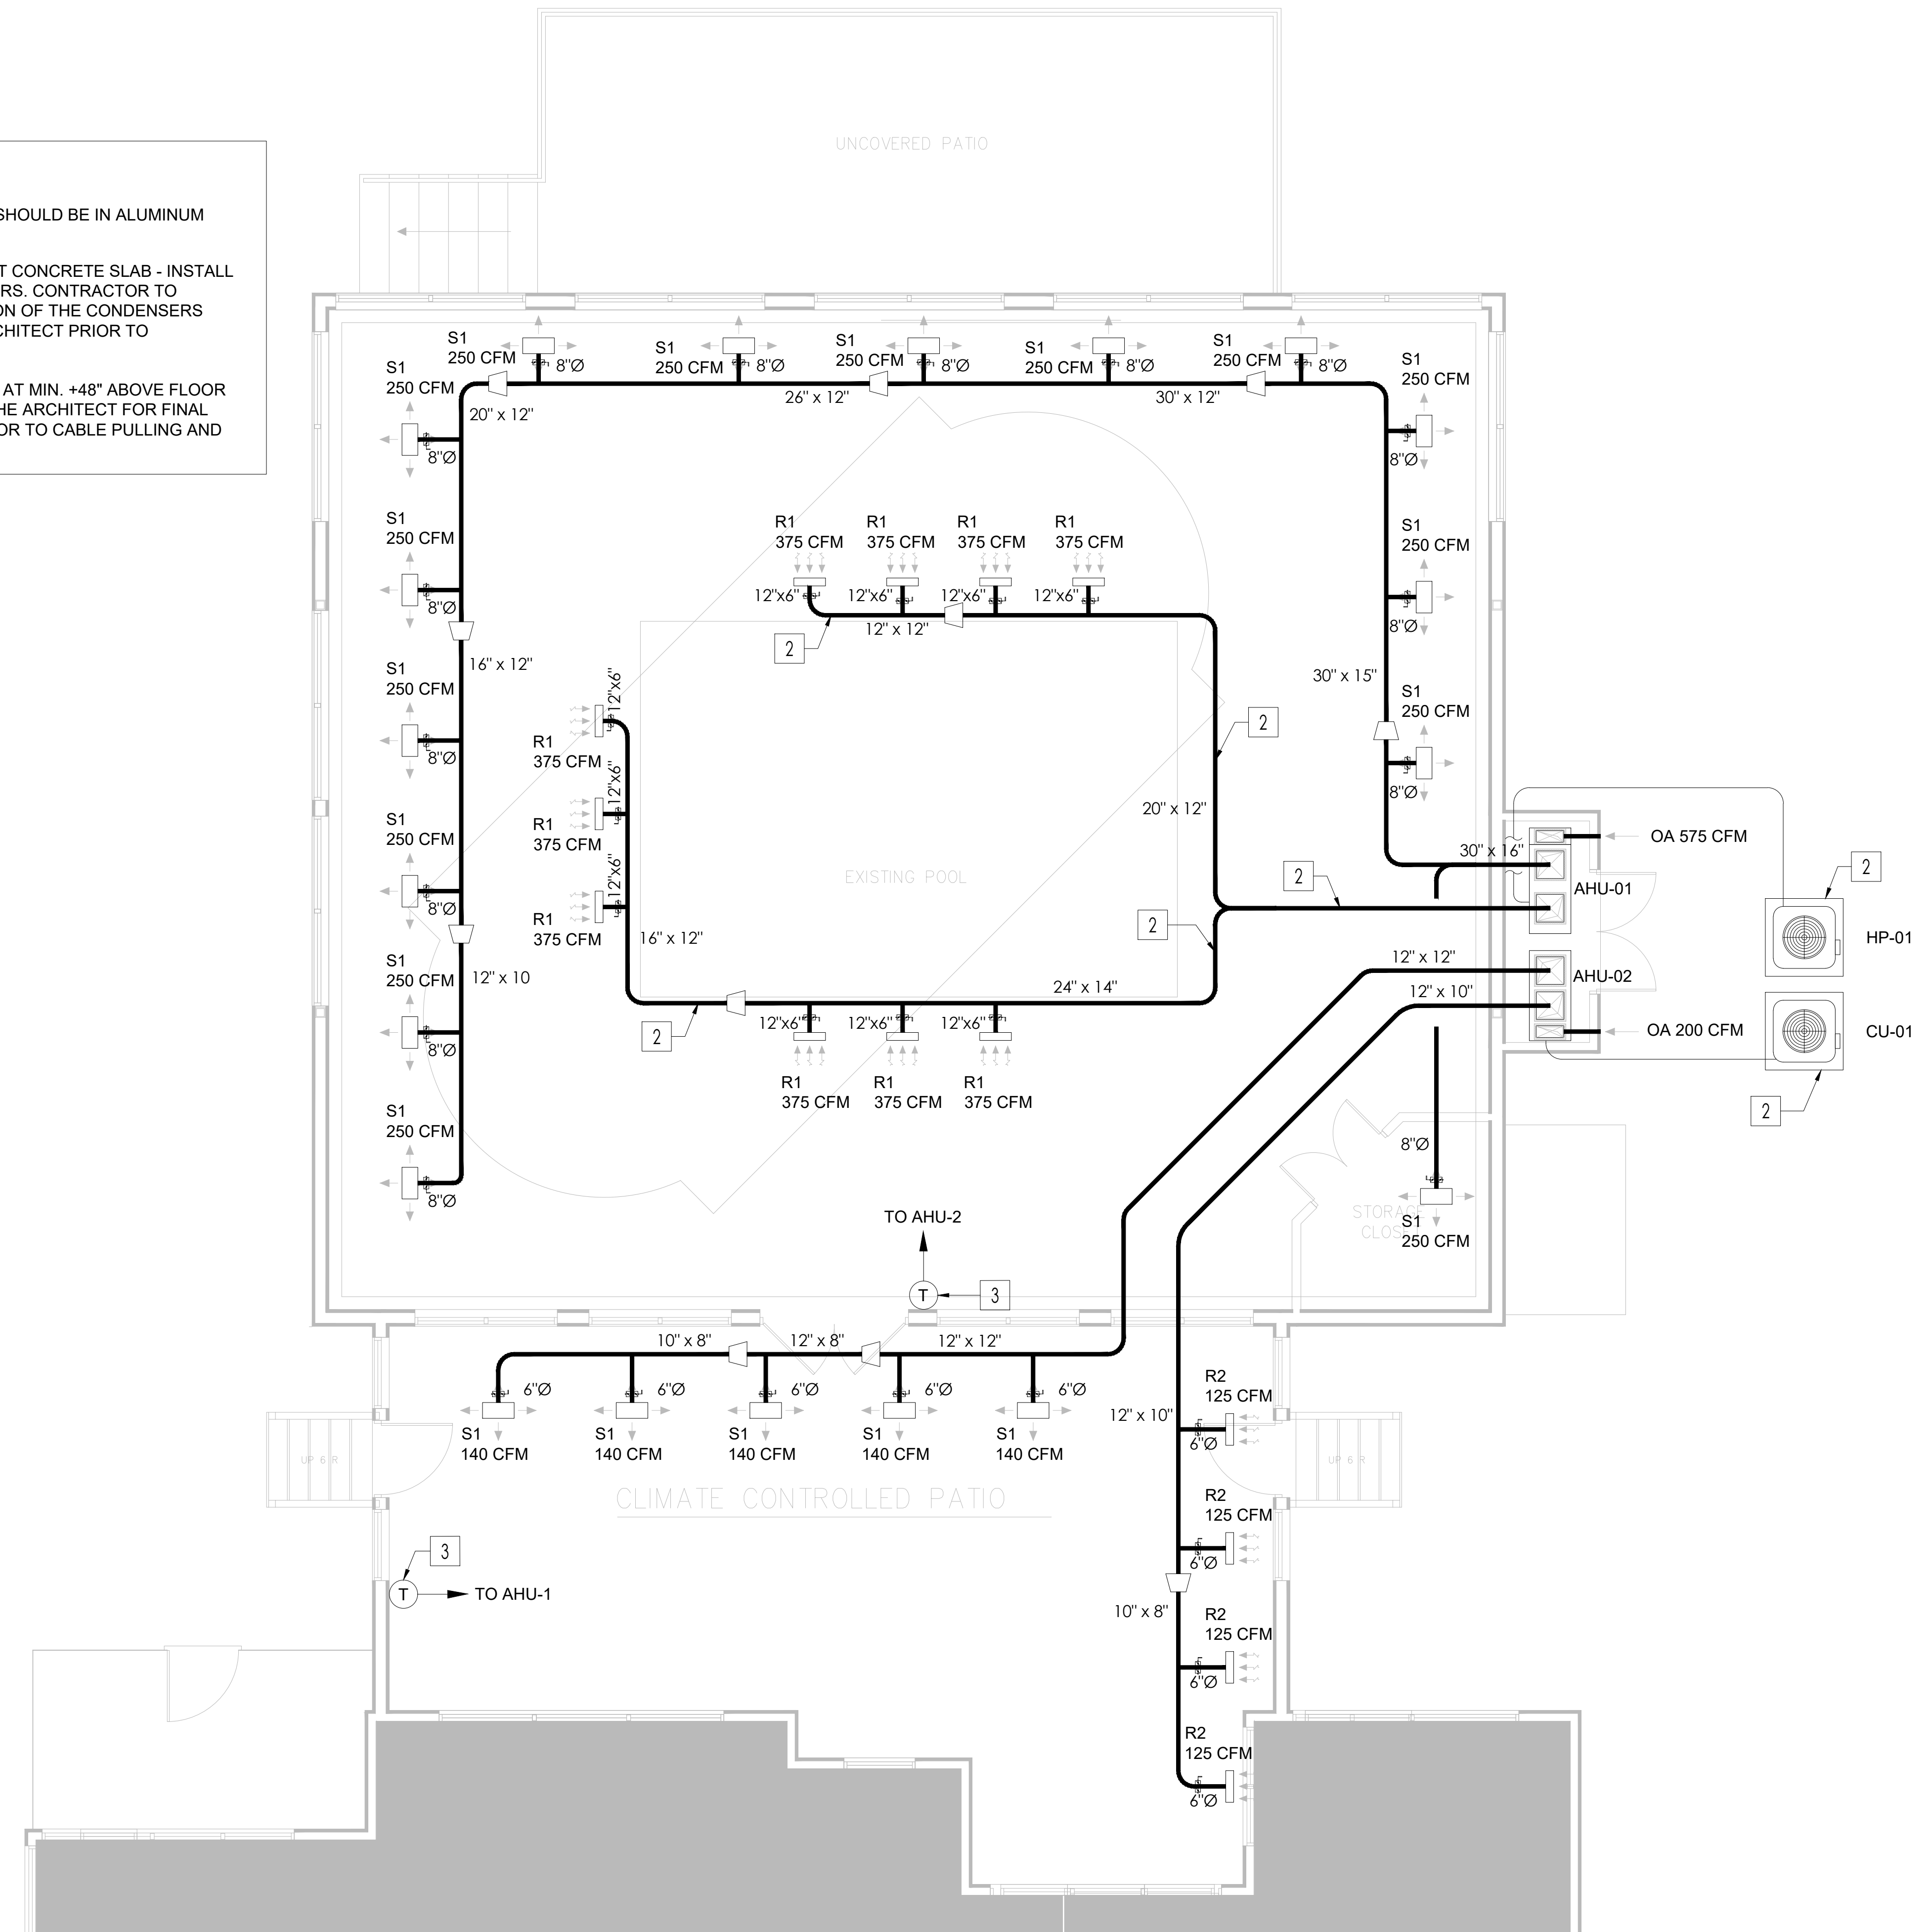 SHOULD BE IN ALUMINUM
T CONCRETE SLAB - INSTALL
RS. CONTRACTOR TO
ON OF THE CONDENSERS
CHITECT PRIOR TO
AT MIN. +48" ABOVE FLOOR
HE ARCHITECT FOR FINAL
OR TO CABLE PULLING AND
UNCOVERED PATIO
S1
250 CFM
8"Ø
S1
250 CFM
8"Ø
S1
250 CFM
8"Ø
S1
250 CFM
8"Ø
S1
250 CFM
8"Ø
S1
250 CFM
8"Ø
20" x 12"
26" x 12"
30" x 12"
S1
250 CFM
8"Ø
S1
250 CFM
8"Ø
S1
250 CFM
8"Ø
R1
375 CFM
12"x6"
R1
375 CFM
12"x6"
R1
375 CFM
12"x6"
R1
375 CFM
12"x6"
12" x 12"
2
16" x 12"
30" x 15"
S1
250 CFM
8"Ø
S1
250 CFM
8"Ø
12"x6"
R1
375 CFM
12"x6"
R1
375 CFM
12"x6"
R1
375 CFM
2
20" x 12"
EXISTING POOL
2
2
30" x 16"
OA 575 CFM
AHU-01
2
HP-01
S1
250 CFM
8"Ø
16" x 12"
12" x 10
24" x 14"
12" x 12"
AHU-02
12" x 10"
OA 200 CFM
CU-01
2
S1
250 CFM
8"Ø
2
12"x6"
12"x6"
12"x6"
R1
375 CFM
R1
375 CFM
R1
375 CFM
S1
250 CFM
8"Ø
8"Ø
STORAGE
S1
250 CFM
TO AHU-2
T
3
10" x 8"
12" x 8"
12" x 12"
6"Ø
6"Ø
6"Ø
6"Ø
6"Ø
S1
140 CFM
S1
140 CFM
S1
140 CFM
S1
140 CFM
S1
140 CFM
R2
125 CFM
12" x 10"
6"Ø
UP 6 R
UP 6 R
CLIMATE CONTROLLED PATIO
R2
125 CFM
6"Ø
3
T
TO AHU-1
10" x 8"
R2
125 CFM
6"Ø
R2
125 CFM
6"Ø